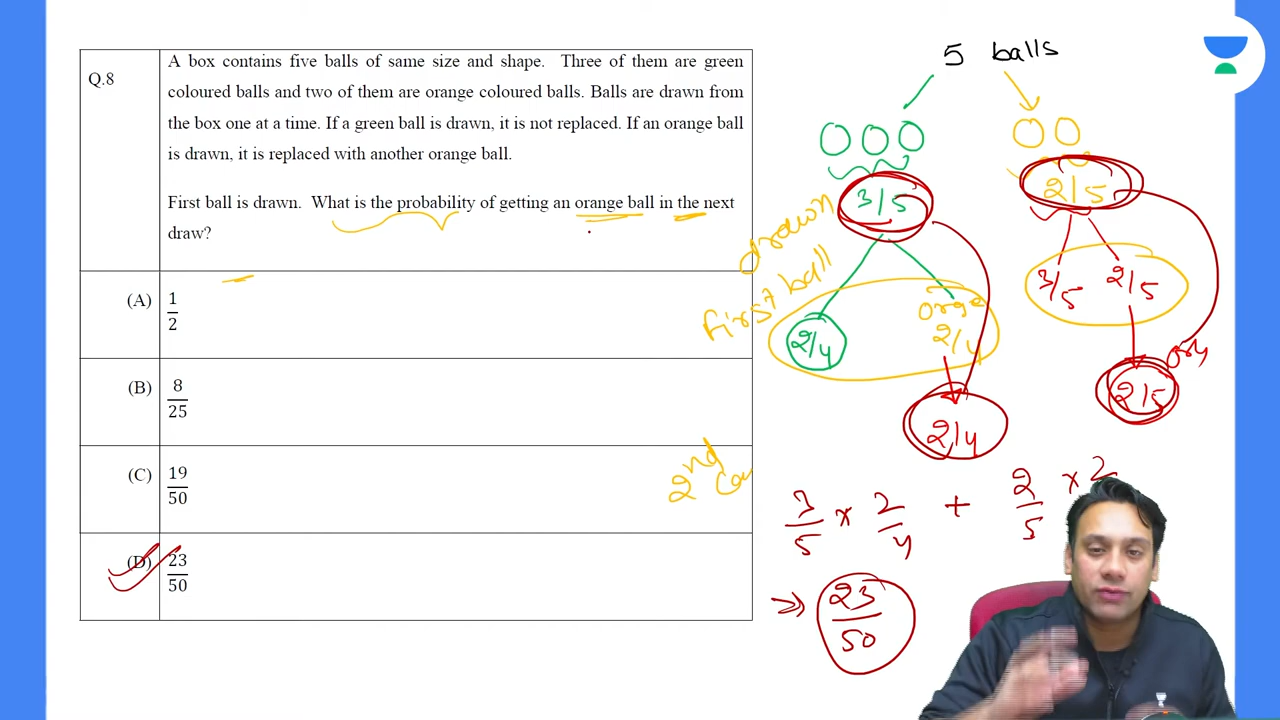 Q.8
A box contains five balls of same size and shape. Three of them are green
coloured balls and two of them are orange coloured balls. Balls are drawn from
the box one at a time. If a green ball is drawn, it is not replaced. If an orange ball
is drawn, it is replaced with another orange ball.
First ball is drawn. What is the probability of getting an orange ball in the next
draw?
(A) 1/2
(B) 8/25
(C) 19/50
(D) 23/50
5 balls
3/5
2/5
drawn
First ball
2/4
orge
2/4
3/5 2/5
2/4
2/5
2nd
3/5 × 2/4 + 2/5 × 2
⇒ 23/50